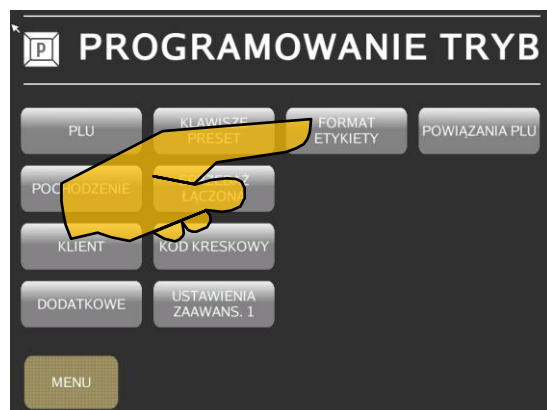 P PROGRAMOWANIE TRYB
PLU
KLAWISZE
PRESET
FORMAT
ETYKIETY
POWIĄZANIA PLU
POCHODZENIE
SPRZEDAŻ
ŁĄCZONA
KLIENT
KOD KRESKOWY
DODATKOWE
USTAWIENIA
ZAAWANS. 1
MENU